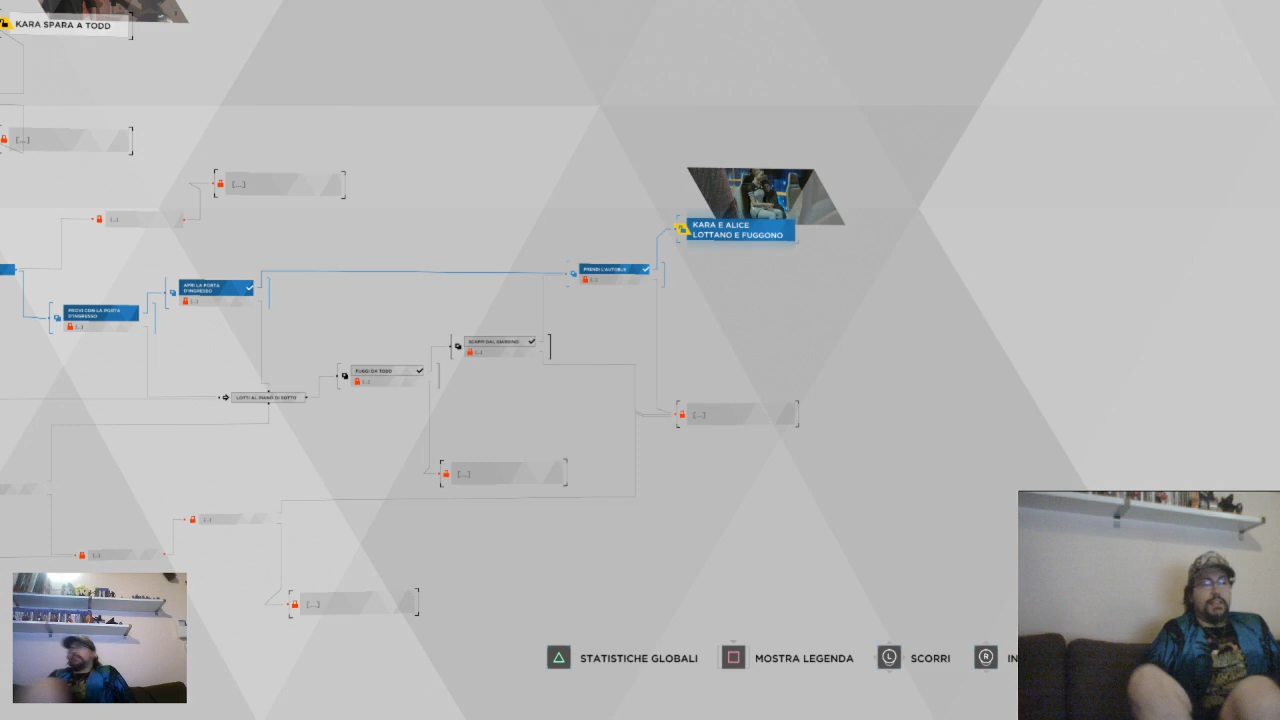 KARA SPARA A TODD
[...]
[...]
[...]
KARA E ALICE
LOTTANO E FUGGONO
PRENDI L'AUTOBUS
[...]
APRI LA PORTA
D'INGRESSO
[...]
PROVI CON LA PORTA
D'INGRESSO
[...]
SCAPPI DAL GIARDINO
[...]
FUGGI DA TODD
[...]
LOTTI AL PIANO DI SOTTO
[...]
[...]
[...]
[...]
[...]
STATISTICHE GLOBALI
MOSTRA LEGENDA
L
SCORRI
R
IN